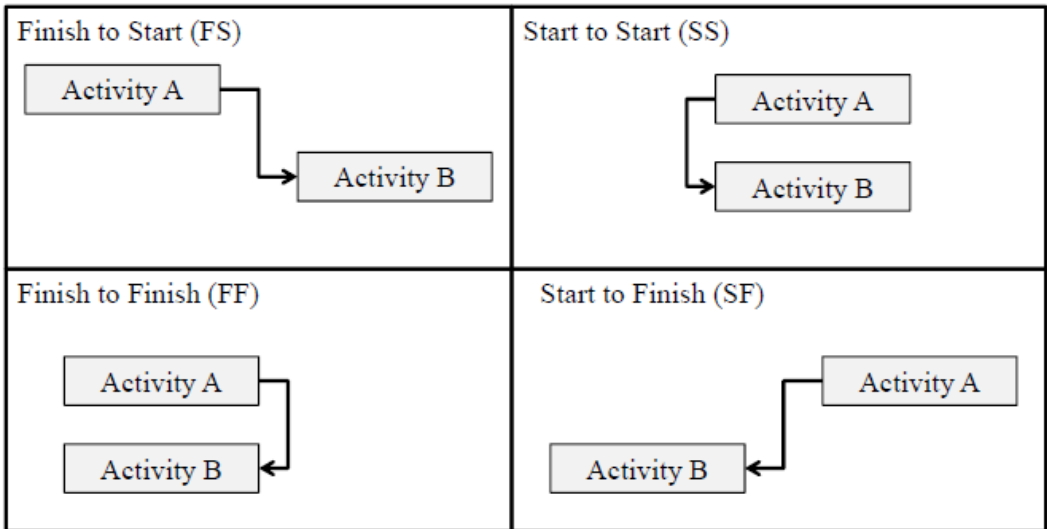 Finish to Start (FS)
Activity A
Activity B
Start to Start (SS)
Activity A
Activity B
Finish to Finish (FF)
Activity A
Activity B
Start to Finish (SF)
Activity A
Activity B